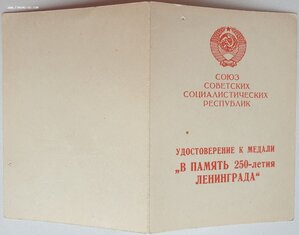 СОЮЗ
СОВЕТСКИХ
СОЦИАЛИСТИЧЕСКИХ
РЕСПУБЛИК
УДОСТОВЕРЕНИЕ К МЕДАЛИ
„В ПАМЯТЬ 250-летия
ЛЕНИНГРАДА“